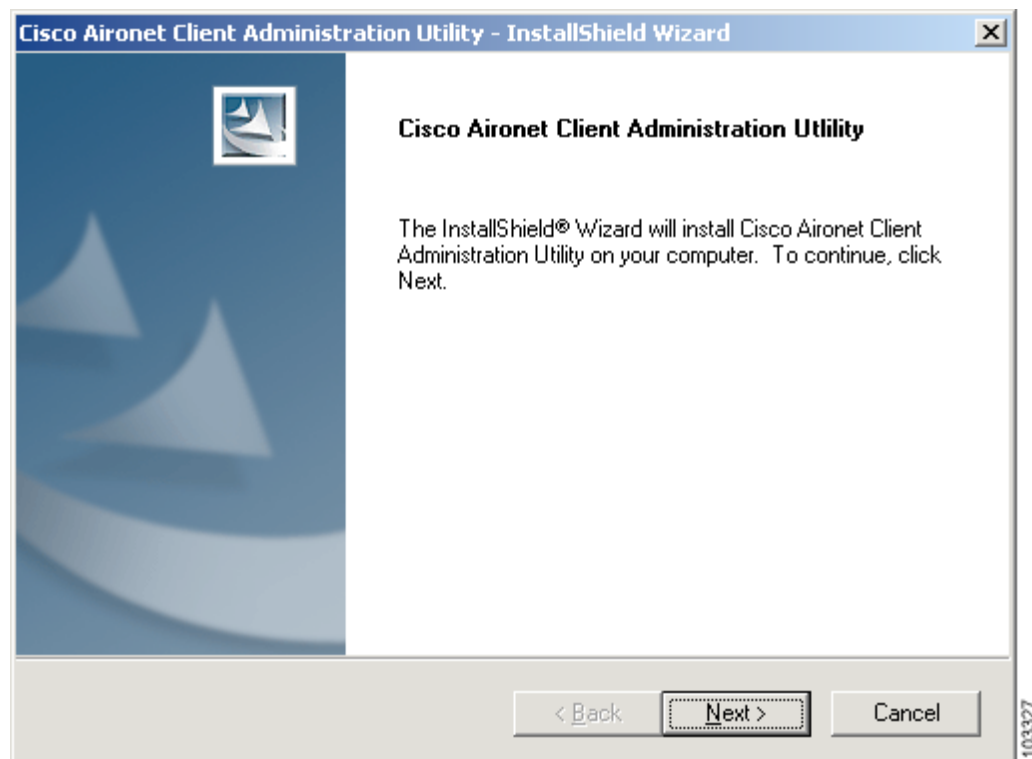 Cisco Aironet Client Administration Utility - InstallShield Wizard
Cisco Aironet Client Administration Utlility
The InstallShield® Wizard will install Cisco Aironet Client
Administration Utility on your computer. To continue, click
Next.
< Back
Next >
Cancel
103327